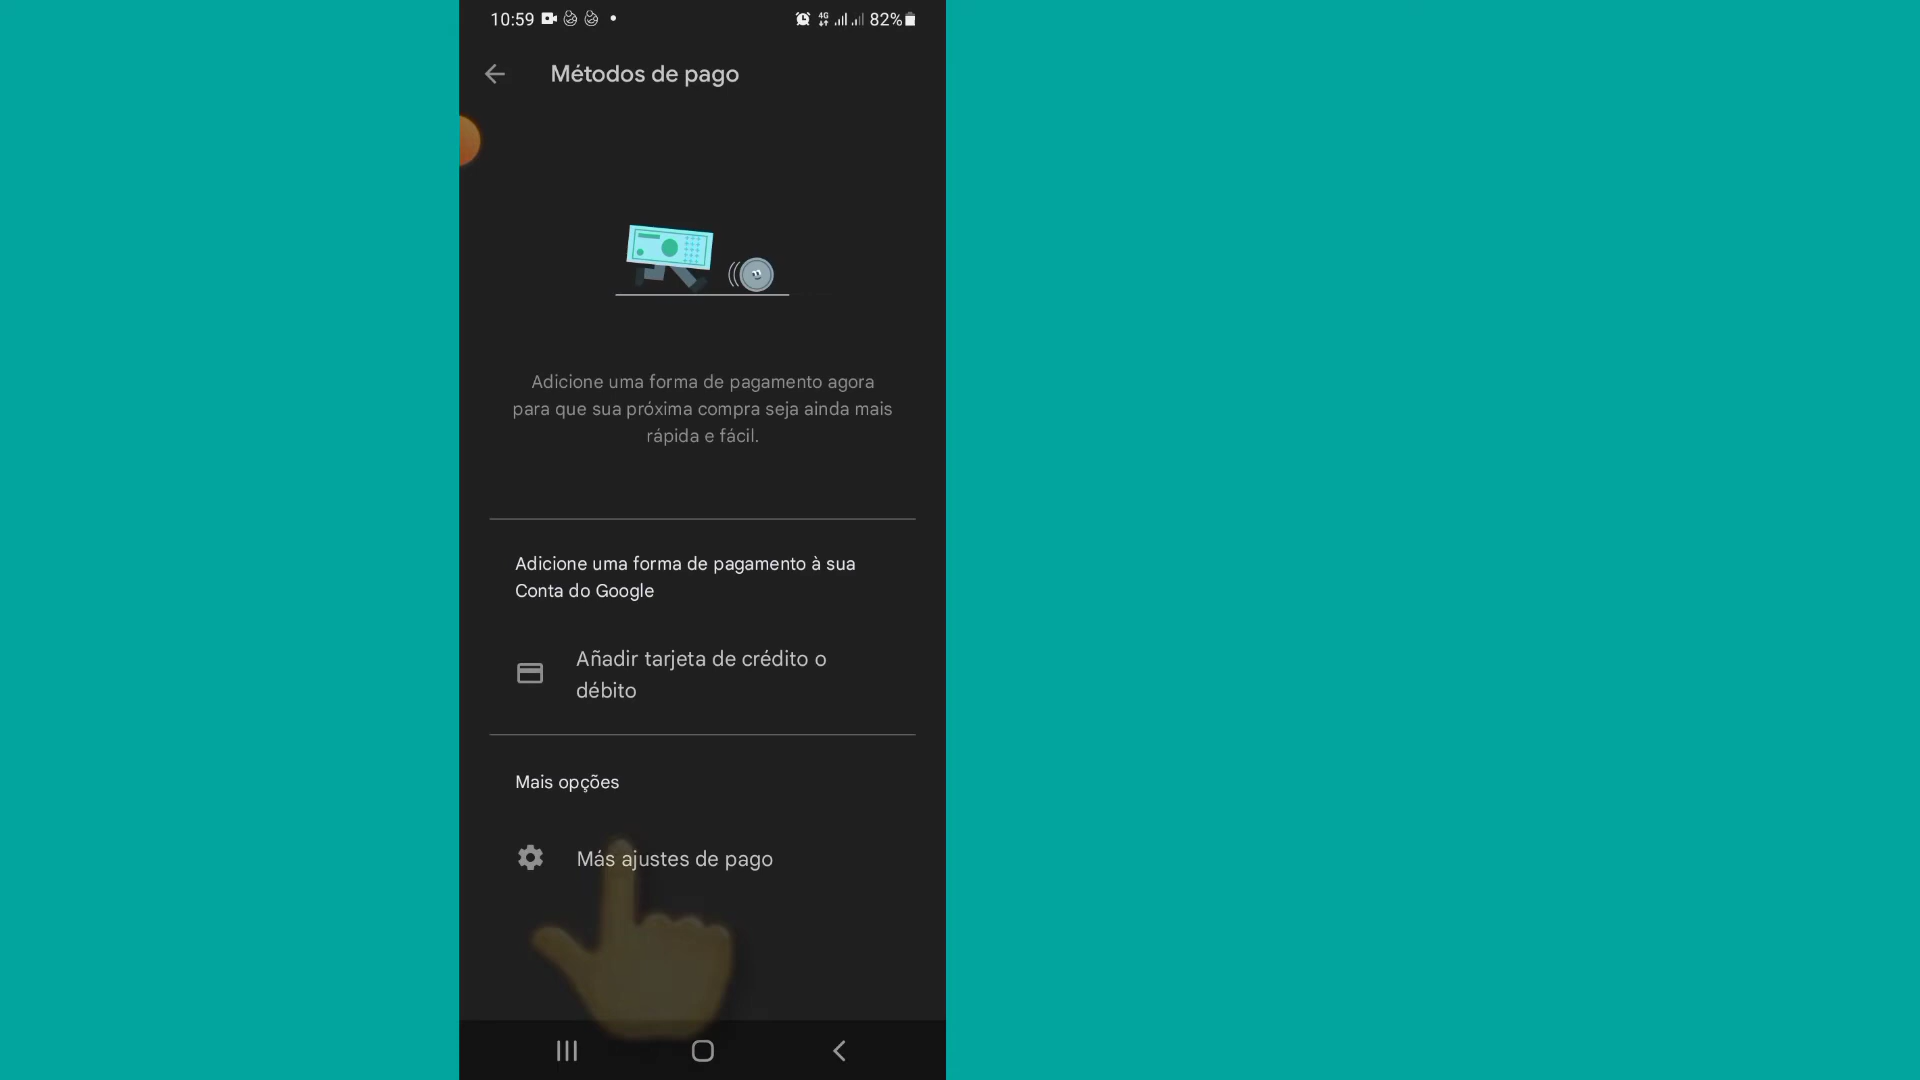 10:59 4G 82%
Métodos de pago
Adicione uma forma de pagamento agora
para que sua próxima compra seja ainda mais
rápida e fácil.
Adicione uma forma de pagamento à sua
Conta do Google
Añadir tarjeta de crédito o
débito
Mais opções
Más ajustes de pago